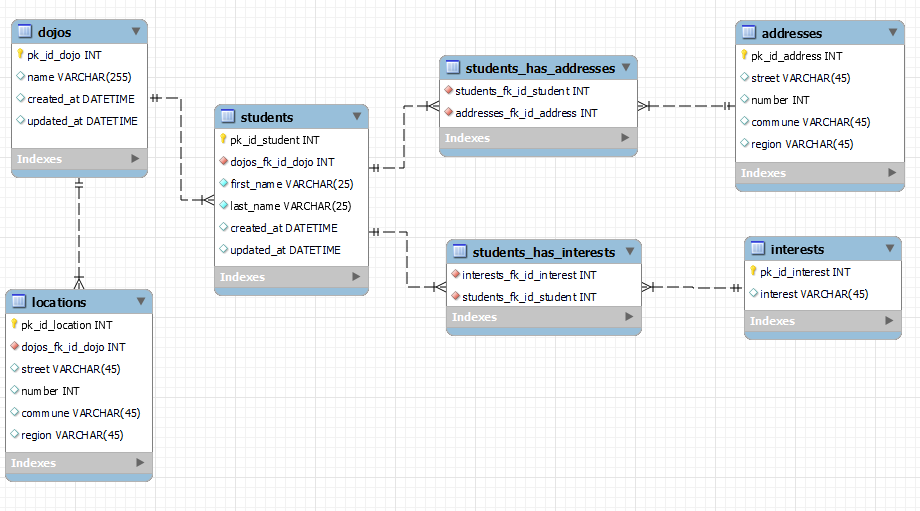 dojos
pk_id_dojo INT
name VARCHAR(255)
created_at DATETIME
updated_at DATETIME
Indexes
students
pk_id_student INT
dojos_fk_id_dojo INT
first_name VARCHAR(25)
last_name VARCHAR(25)
created_at DATETIME
updated_at DATETIME
Indexes
students_has_addresses
students_fk_id_student INT
addresses_fk_id_address INT
Indexes
addresses
pk_id_address INT
street VARCHAR(45)
number INT
commune VARCHAR(45)
region VARCHAR(45)
Indexes
locations
pk_id_location INT
dojos_fk_id_dojo INT
street VARCHAR(45)
number INT
commune VARCHAR(45)
region VARCHAR(45)
Indexes
students_has_interests
interests_fk_id_interest INT
students_fk_id_student INT
Indexes
interests
pk_id_interest INT
interest VARCHAR(45)
Indexes